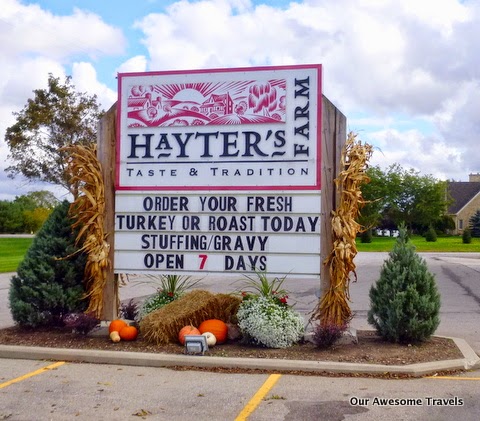 HAYTER'S FARM
TASTE & TRADITION
ORDER YOUR FRESH
TURKEY OR ROAST TODAY
STUFFING/GRAVY
OPEN 7 DAYS
Our Awesome Travels